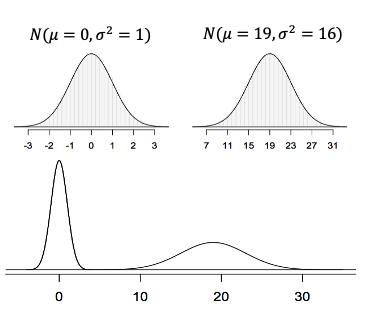 N(μ = 0, σ² = 1)
N(μ = 19, σ² = 16)
-3 -2 -1 0 1 2 3
7 11 15 19 23 27 31
0 10 20 30